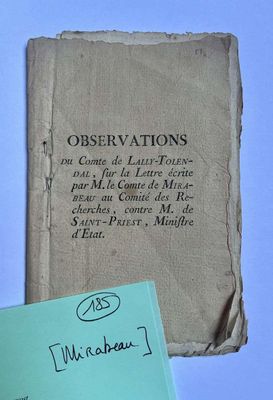 OBSERVATIONS
DU Comte de LALLY-TOLEN-
DAL, ſur la Lettre écrite
par M. le Comte de MIRA-
BEAU au Comité des Re-
cherches, contre M. de
SAINT-PRIEST, Miniſtre
d'Etat.
185
[Mirabeau]